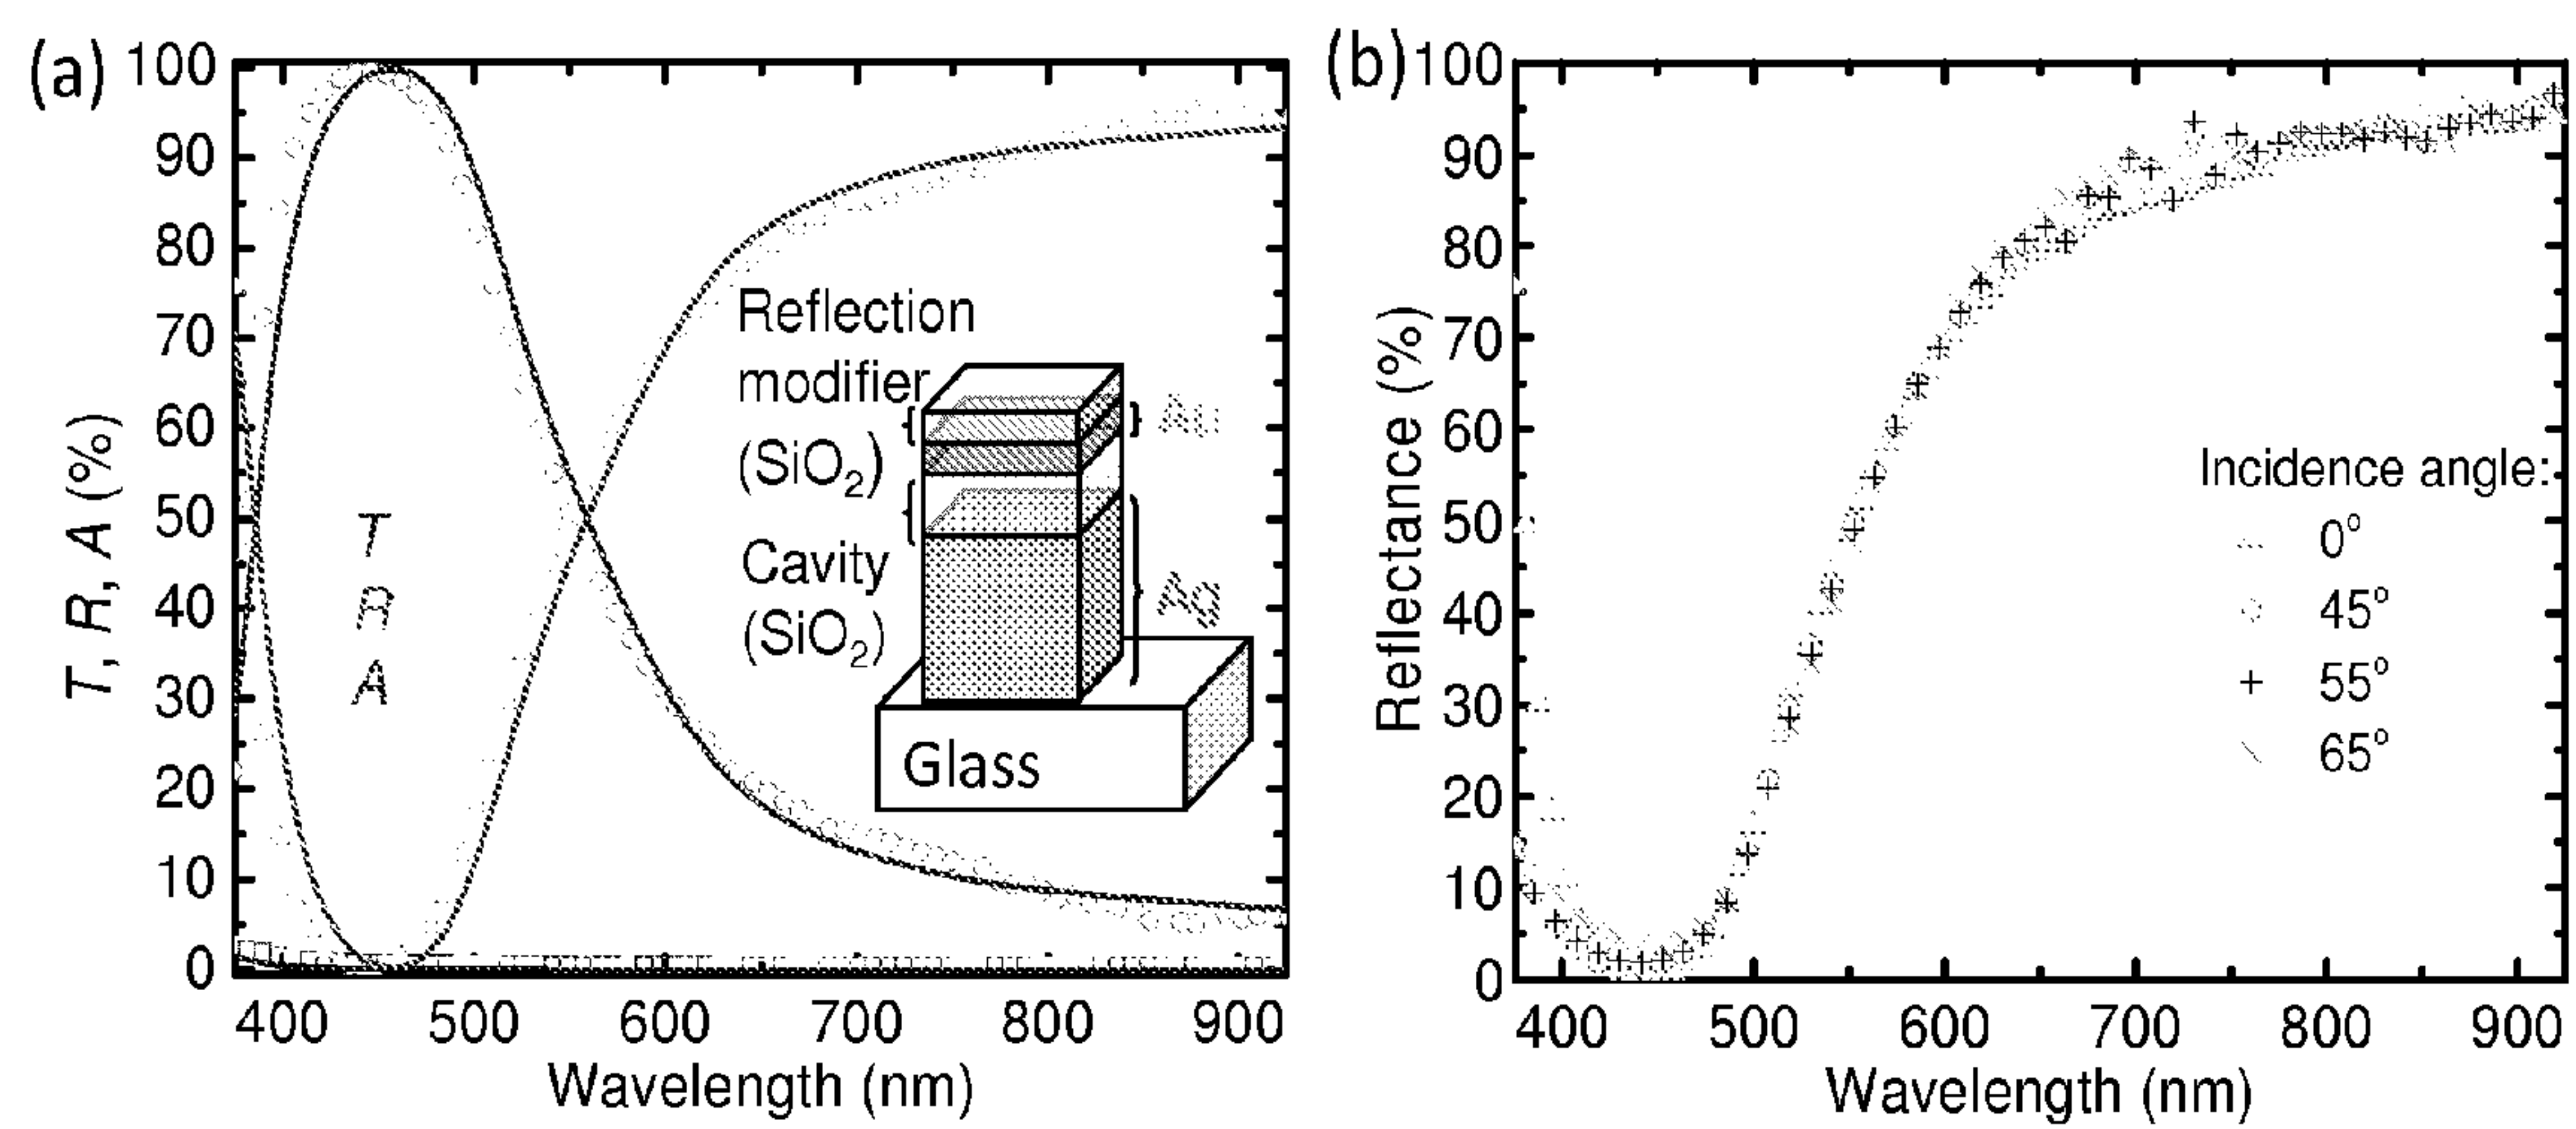 (a)
100
90
80
70
60
50
40
30
20
10
0
T, R, A (%)
T
R
A
Reflection
modifier
(SiO₂)
Cavity
(SiO₂)
Au
Ag
Glass
400 500 600 700 800 900
Wavelength (nm)
(b)
100
90
80
70
60
50
40
30
20
10
0
Reflectance (%)
Incidence angle:
0°
45°
55°
65°
400 500 600 700 800 900
Wavelength (nm)